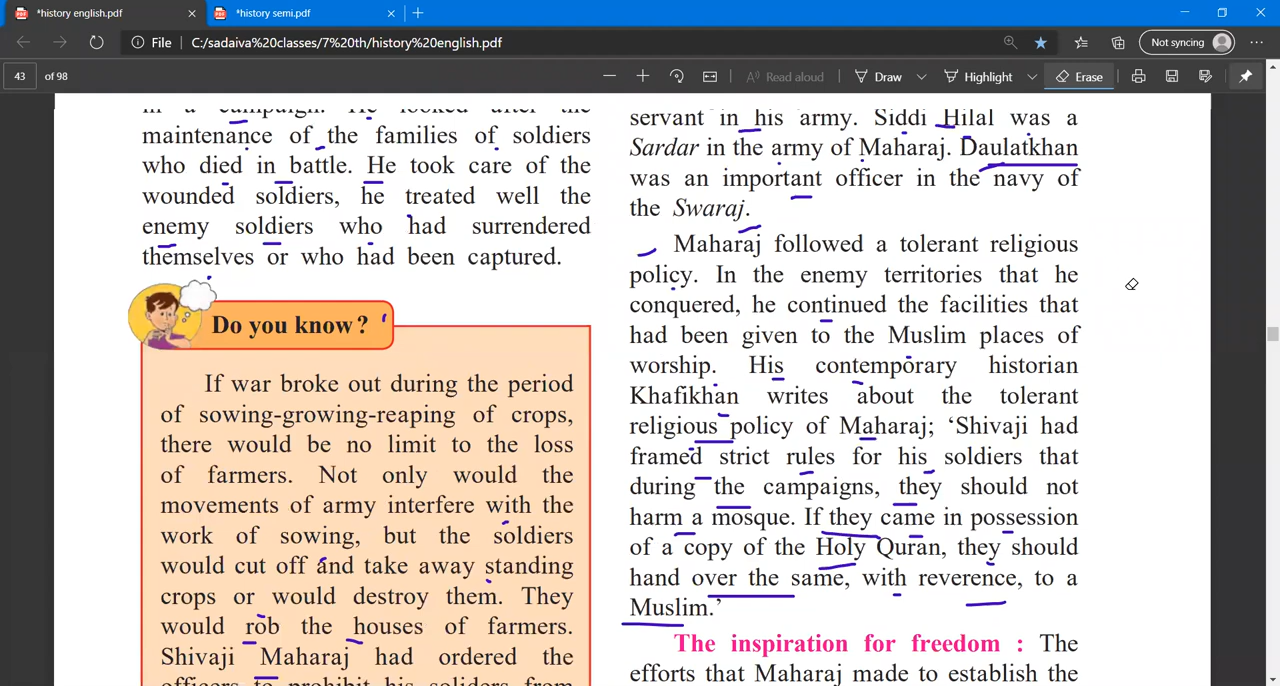 *history english.pdf
*history semi.pdf
File
C:/sadaiva%20classes/7%20th/history%20english.pdf
Not syncing
43 of 98
Read aloud
Draw
Highlight
Erase
in a campaign. He looked after the
maintenance of the families of soldiers
who died in battle. He took care of the
wounded soldiers, he treated well the
enemy soldiers who had surrendered
themselves or who had been captured.
Do you know?
If war broke out during the period
of sowing-growing-reaping of crops,
there would be no limit to the loss
of farmers. Not only would the
movements of army interfere with the
work of sowing, but the soldiers
would cut off and take away standing
crops or would destroy them. They
would rob the houses of farmers.
Shivaji Maharaj had ordered the
officers to prohibit his soliders from
servant in his army. Siddi Hilal was a
Sardar in the army of Maharaj. Daulatkhan
was an important officer in the navy of
the Swaraj.
Maharaj followed a tolerant religious
policy. In the enemy territories that he
conquered, he continued the facilities that
had been given to the Muslim places of
worship. His contemporary historian
Khafikhan writes about the tolerant
religious policy of Maharaj; ‘Shivaji had
framed strict rules for his soldiers that
during the campaigns, they should not
harm a mosque. If they came in possession
of a copy of the Holy Quran, they should
hand over the same, with reverence, to a
Muslim.’
The inspiration for freedom : The
efforts that Maharaj made to establish the